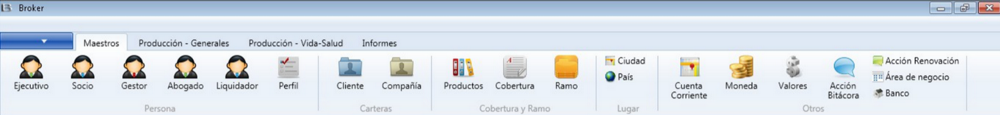 Broker
Maestros Producción - Generales Producción - Vida-Salud Informes
Ejecutivo Socio Gestor Abogado Liquidador Perfil
Persona
Cliente Compañía
Carteras
Productos Cobertura Ramo
Cobertura y Ramo
Ciudad
País
Lugar
Cuenta Corriente Moneda Valores Acción Bitácora
Acción Renovación
Área de negocio
Banco
Otros